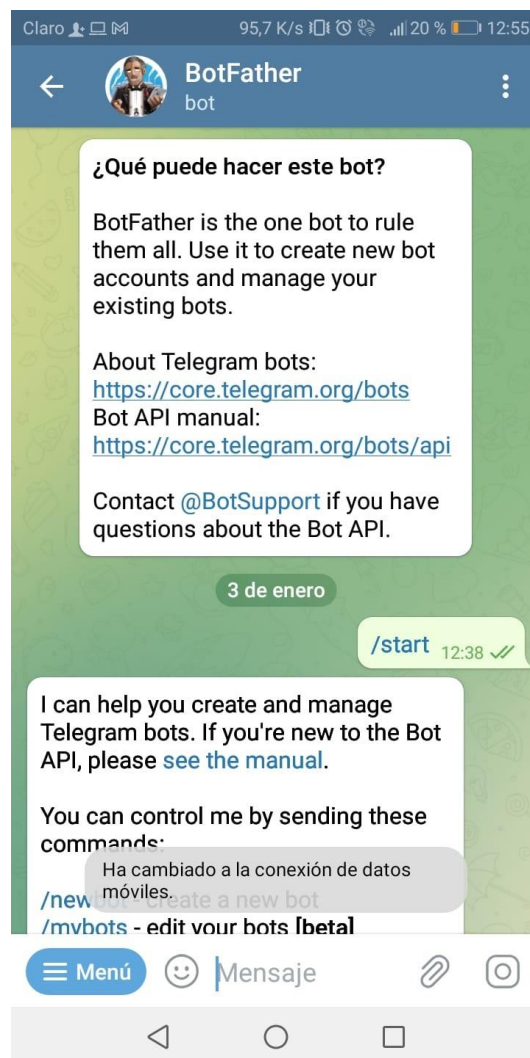 Claro 95,7 K/s 20 % 12:55
BotFather
bot
¿Qué puede hacer este bot?
BotFather is the one bot to rule
them all. Use it to create new bot
accounts and manage your
existing bots.
About Telegram bots:
https://core.telegram.org/bots
Bot API manual:
https://core.telegram.org/bots/api
Contact @BotSupport if you have
questions about the Bot API.
3 de enero
/start 12:38
I can help you create and manage
Telegram bots. If you're new to the Bot
API, please see the manual.
You can control me by sending these
commands:
Ha cambiado a la conexión de datos
móviles.
/newbot - create a new bot
/mybots - edit your bots [beta]
Menú Mensaje